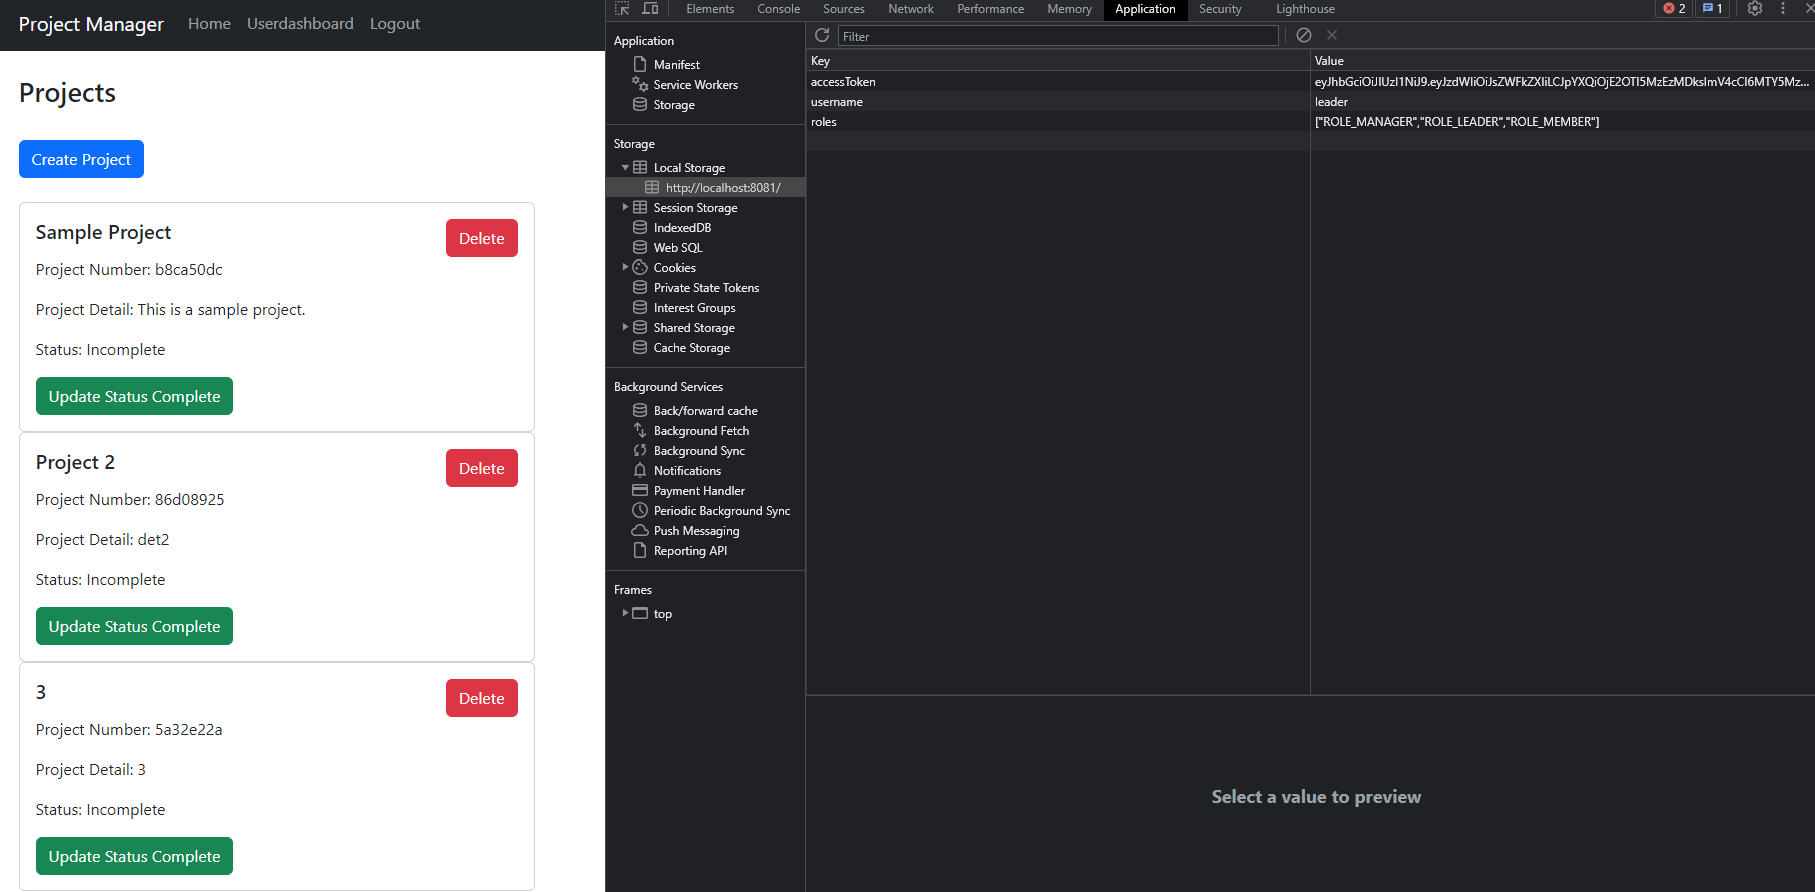 Project Manager Home Userdashboard Logout
Projects
Create Project
Sample Project
Delete
Project Number: b8ca50dc
Project Detail: This is a sample project.
Status: Incomplete
Update Status Complete
Project 2
Delete
Project Number: 86d08925
Project Detail: det2
Status: Incomplete
Update Status Complete
3
Delete
Project Number: 5a32e22a
Project Detail: 3
Status: Incomplete
Update Status Complete
Elements Console Sources Network Performance Memory Application Security Lighthouse 2 1
Application
Manifest
Service Workers
Storage
Storage
Local Storage
http://localhost:8081/
Session Storage
IndexedDB
Web SQL
Cookies
Private State Tokens
Interest Groups
Shared Storage
Cache Storage
Background Services
Back/forward cache
Background Fetch
Background Sync
Notifications
Payment Handler
Periodic Background Sync
Push Messaging
Reporting API
Frames
top
Filter
Key Value
accessToken
username leader
roles ["ROLE_MANAGER","ROLE_LEADER","ROLE_MEMBER"]
Select a value to preview